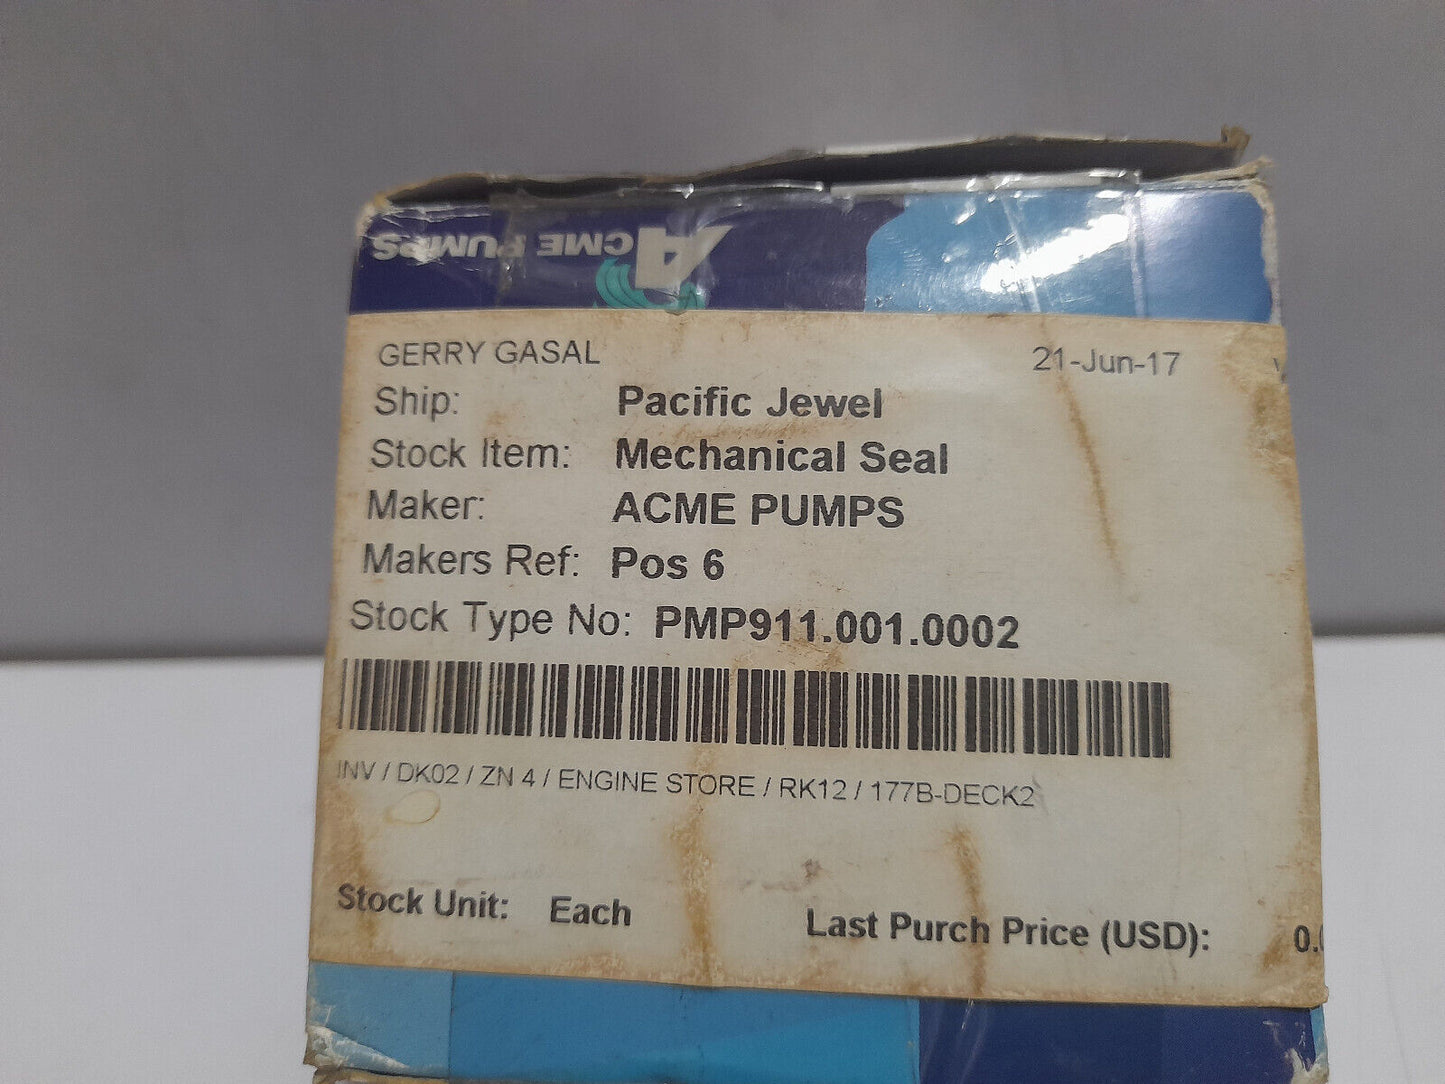 ACME PUMPS
GERRY GASAL 21-Jun-17
Ship: Pacific Jewel
Stock Item: Mechanical Seal
Maker: ACME PUMPS
Makers Ref: Pos 6
Stock Type No: PMP911.001.0002
INV / DK02 / ZN 4 / ENGINE STORE / RK12 / 177B-DECK2
Stock Unit: Each Last Purch Price (USD):